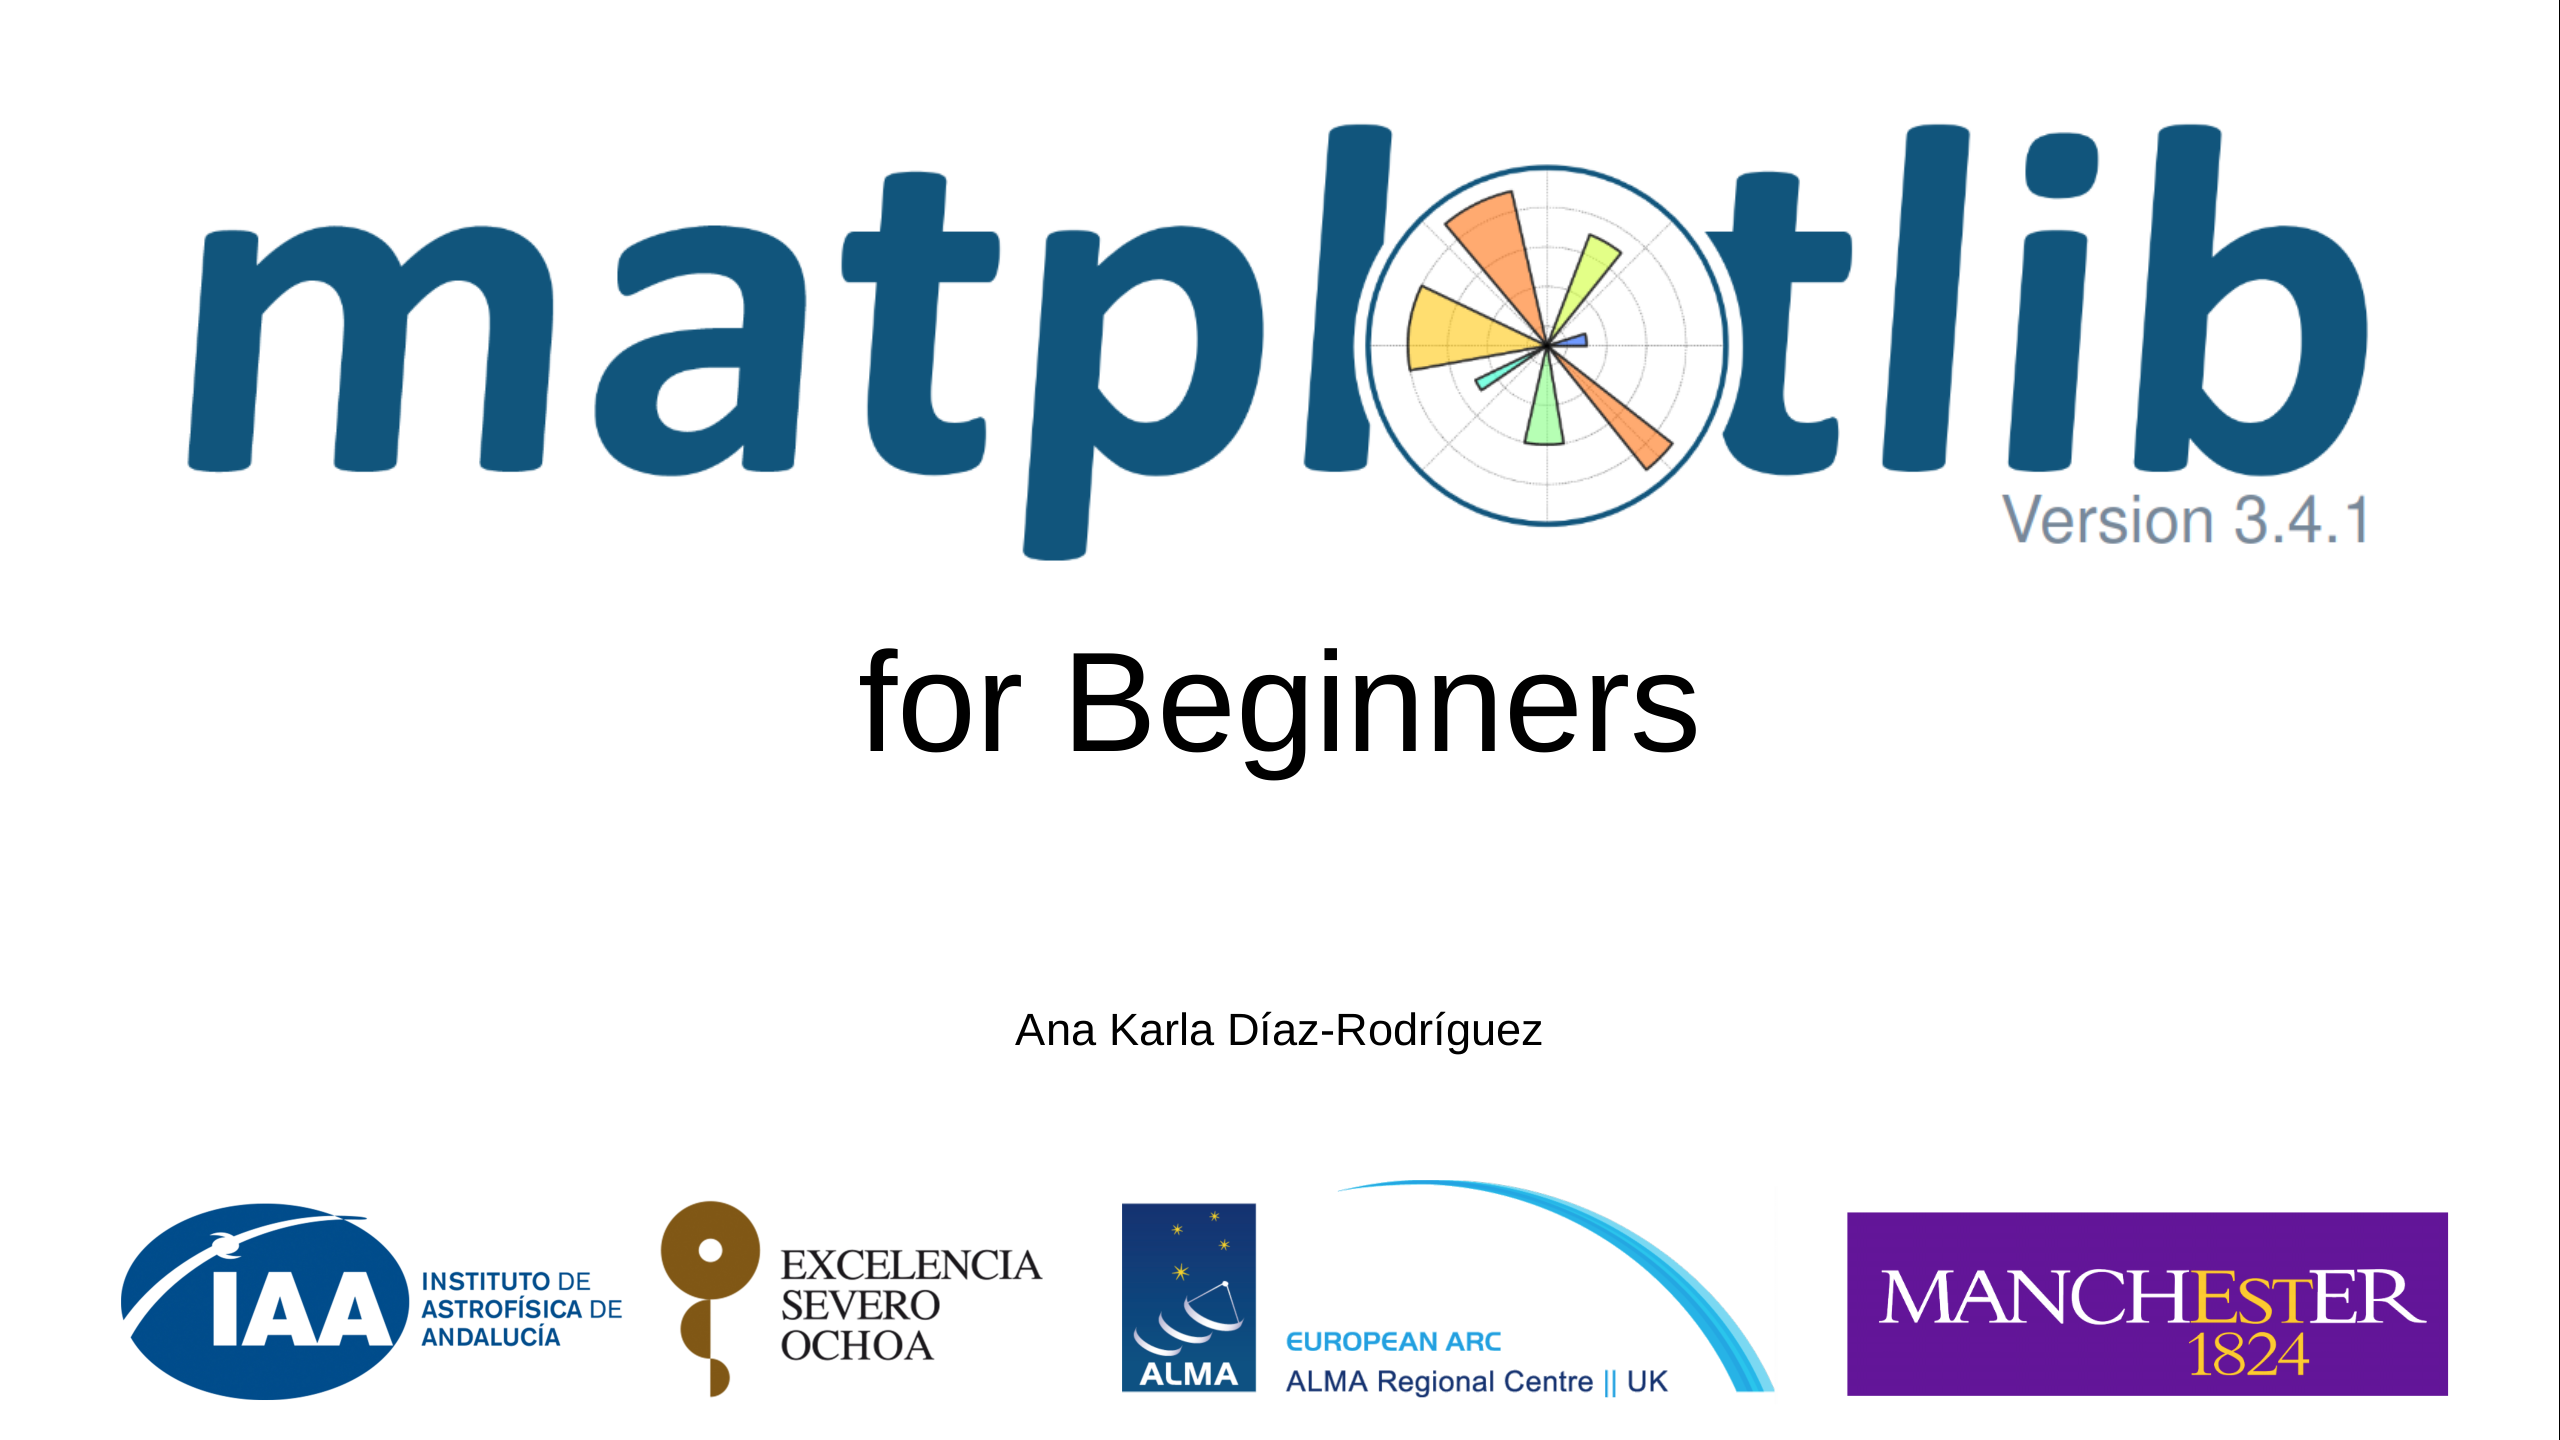 matplotlib
Version 3.4.1
for Beginners
Ana Karla Díaz-Rodríguez
IAA
INSTITUTO DE
ASTROFÍSICA DE
ANDALUCÍA
EXCELENCIA
SEVERO
OCHOA
ALMA
EUROPEAN ARC
ALMA Regional Centre || UK
MANCHESTER
1824